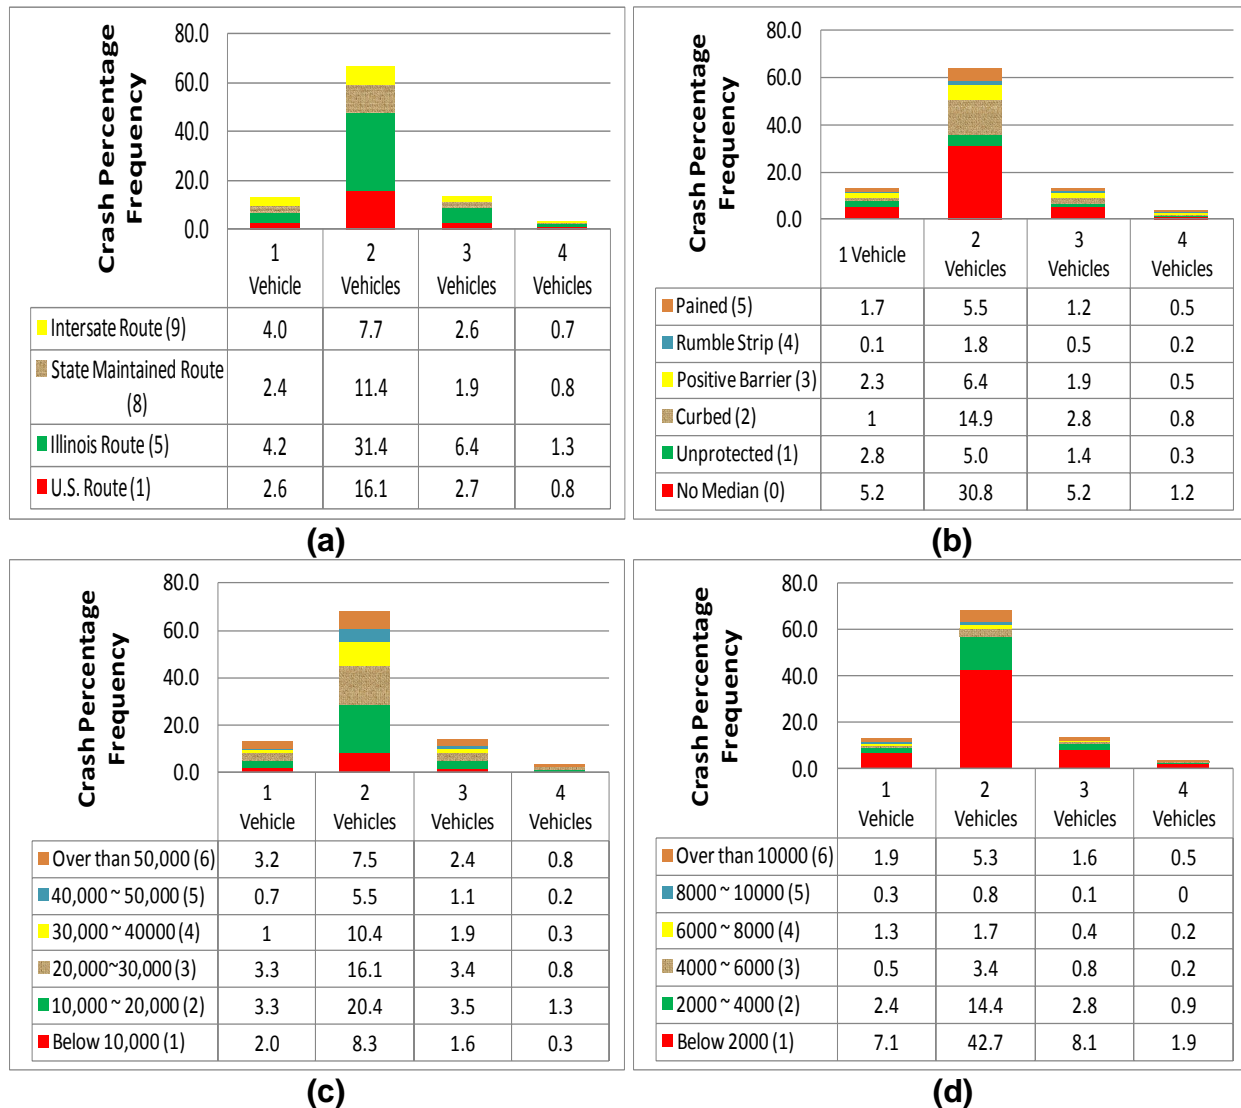 Crash Percentage
Frequency
80.0
60.0
40.0
20.0
0.0
1 Vehicle 2 Vehicles 3 Vehicles 4 Vehicles
Intersate Route (9) 4.0 7.7 2.6 0.7
State Maintained Route (8) 2.4 11.4 1.9 0.8
Illinois Route (5) 4.2 31.4 6.4 1.3
U.S. Route (1) 2.6 16.1 2.7 0.8
(a)
Crash Percentage
Frequency
80.0
60.0
40.0
20.0
0.0
1 Vehicle 2 Vehicles 3 Vehicles 4 Vehicles
Pained (5) 1.7 5.5 1.2 0.5
Rumble Strip (4) 0.1 1.8 0.5 0.2
Positive Barrier (3) 2.3 6.4 1.9 0.5
Curbed (2) 1 14.9 2.8 0.8
Unprotected (1) 2.8 5.0 1.4 0.3
No Median (0) 5.2 30.8 5.2 1.2
(b)
Crash Percentage
Frequency
80.0
60.0
40.0
20.0
0.0
1 Vehicle 2 Vehicles 3 Vehicles 4 Vehicles
Over than 50,000 (6) 3.2 7.5 2.4 0.8
40,000 ~ 50,000 (5) 0.7 5.5 1.1 0.2
30,000 ~ 40000 (4) 1 10.4 1.9 0.3
20,000~30,000 (3) 3.3 16.1 3.4 0.8
10,000 ~ 20,000 (2) 3.3 20.4 3.5 1.3
Below 10,000 (1) 2.0 8.3 1.6 0.3
(c)
Crash Percentage
Frequency
80.0
60.0
40.0
20.0
0.0
1 Vehicle 2 Vehicles 3 Vehicles 4 Vehicles
Over than 10000 (6) 1.9 5.3 1.6 0.5
8000 ~ 10000 (5) 0.3 0.8 0.1 0
6000 ~ 8000 (4) 1.3 1.7 0.4 0.2
4000 ~ 6000 (3) 0.5 3.4 0.8 0.2
2000 ~ 4000 (2) 2.4 14.4 2.8 0.9
Below 2000 (1) 7.1 42.7 8.1 1.9
(d)